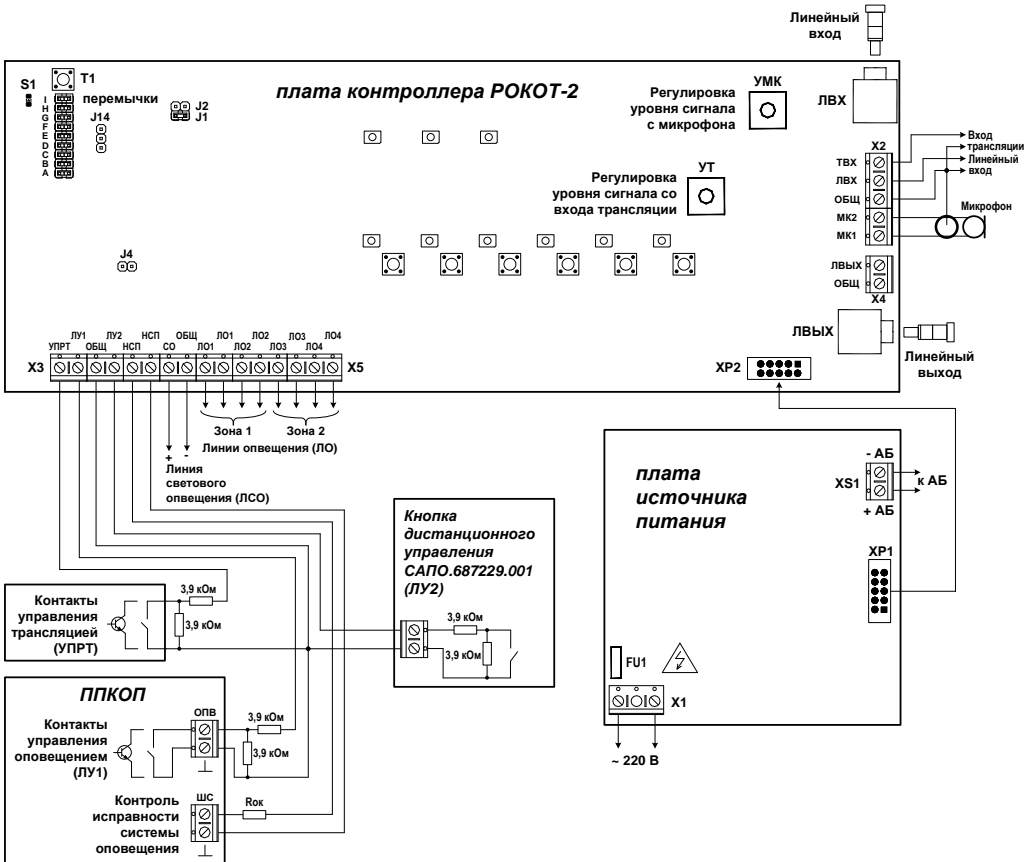 Линейный
вход
плата контроллера РОКОТ-2
S1
T1
перемычки
I
H
G
F
E
D
C
B
A
J14
J2
J1
J4
Регулировка
уровня сигнала
с микрофона
УМК
Регулировка
уровня сигнала со
входа трансляции
УТ
ЛВХ
X2
ТВХ
ЛВХ
ОБЩ
МК2
МК1
Вход
трансляции
Линейный
вход
Микрофон
ЛВЫХ
ОБЩ
X4
ЛВЫХ
Линейный
выход
XP2
X3
УПРТ
ЛУ1
ОБЩ
ЛУ2
НСП
НСП
СО
ОБЩ
ЛО1
ЛО1
ЛО2
ЛО2
ЛО3
ЛО3
ЛО4
ЛО4
X5
Зона 1
Зона 2
Линии опвещения (ЛО)
+
-
Линия
светового
опвещения (ЛСО)
плата
источника
питания
- АБ
XS1
к АБ
+ АБ
XP1
FU1
X1
~ 220 В
Кнопка
дистанционного
управления
САПО.687229.001
(ЛУ2)
3,9 кОм
3,9 кОм
Контакты
управления
трансляцией
(УПРТ)
3,9 кОм
3,9 кОм
ППКОП
Контакты
управления
оповещением
(ЛУ1)
ОПВ
3,9 кОм
3,9 кОм
Контроль
исправности
системы
оповещения
ШС
Rок